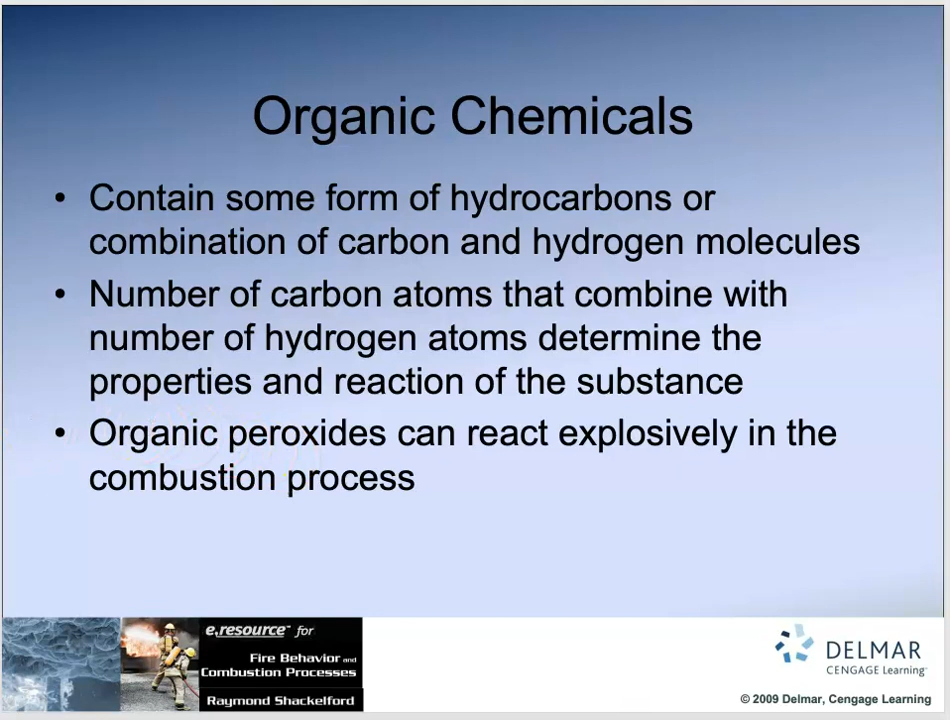 Organic Chemicals
• Contain some form of hydrocarbons or
combination of carbon and hydrogen molecules
• Number of carbon atoms that combine with
number of hydrogen atoms determine the
properties and reaction of the substance
• Organic peroxides can react explosively in the
combustion process
e.resource™ for
Fire Behavior and
Combustion Processes
Raymond Shackelford
DELMAR
CENGAGE Learning™
© 2009 Delmar, Cengage Learning